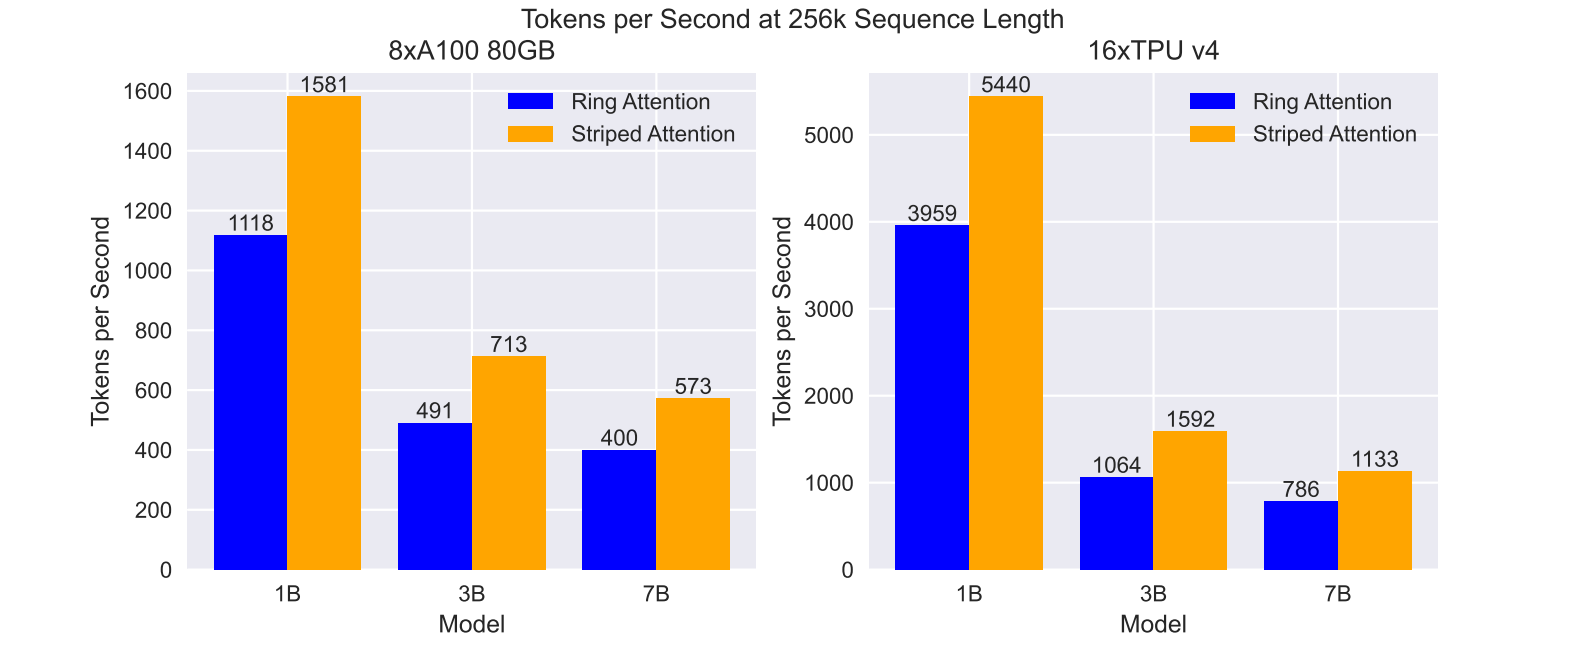 Tokens per Second at 256k Sequence Length
8xA100 80GB
Tokens per Second
1600
1400
1200
1000
800
600
400
200
0
1118
1581
491
713
400
573
Ring Attention
Striped Attention
1B
3B
7B
Model
16xTPU v4
Tokens per Second
5000
4000
3000
2000
1000
0
3959
5440
1064
1592
786
1133
Ring Attention
Striped Attention
1B
3B
7B
Model